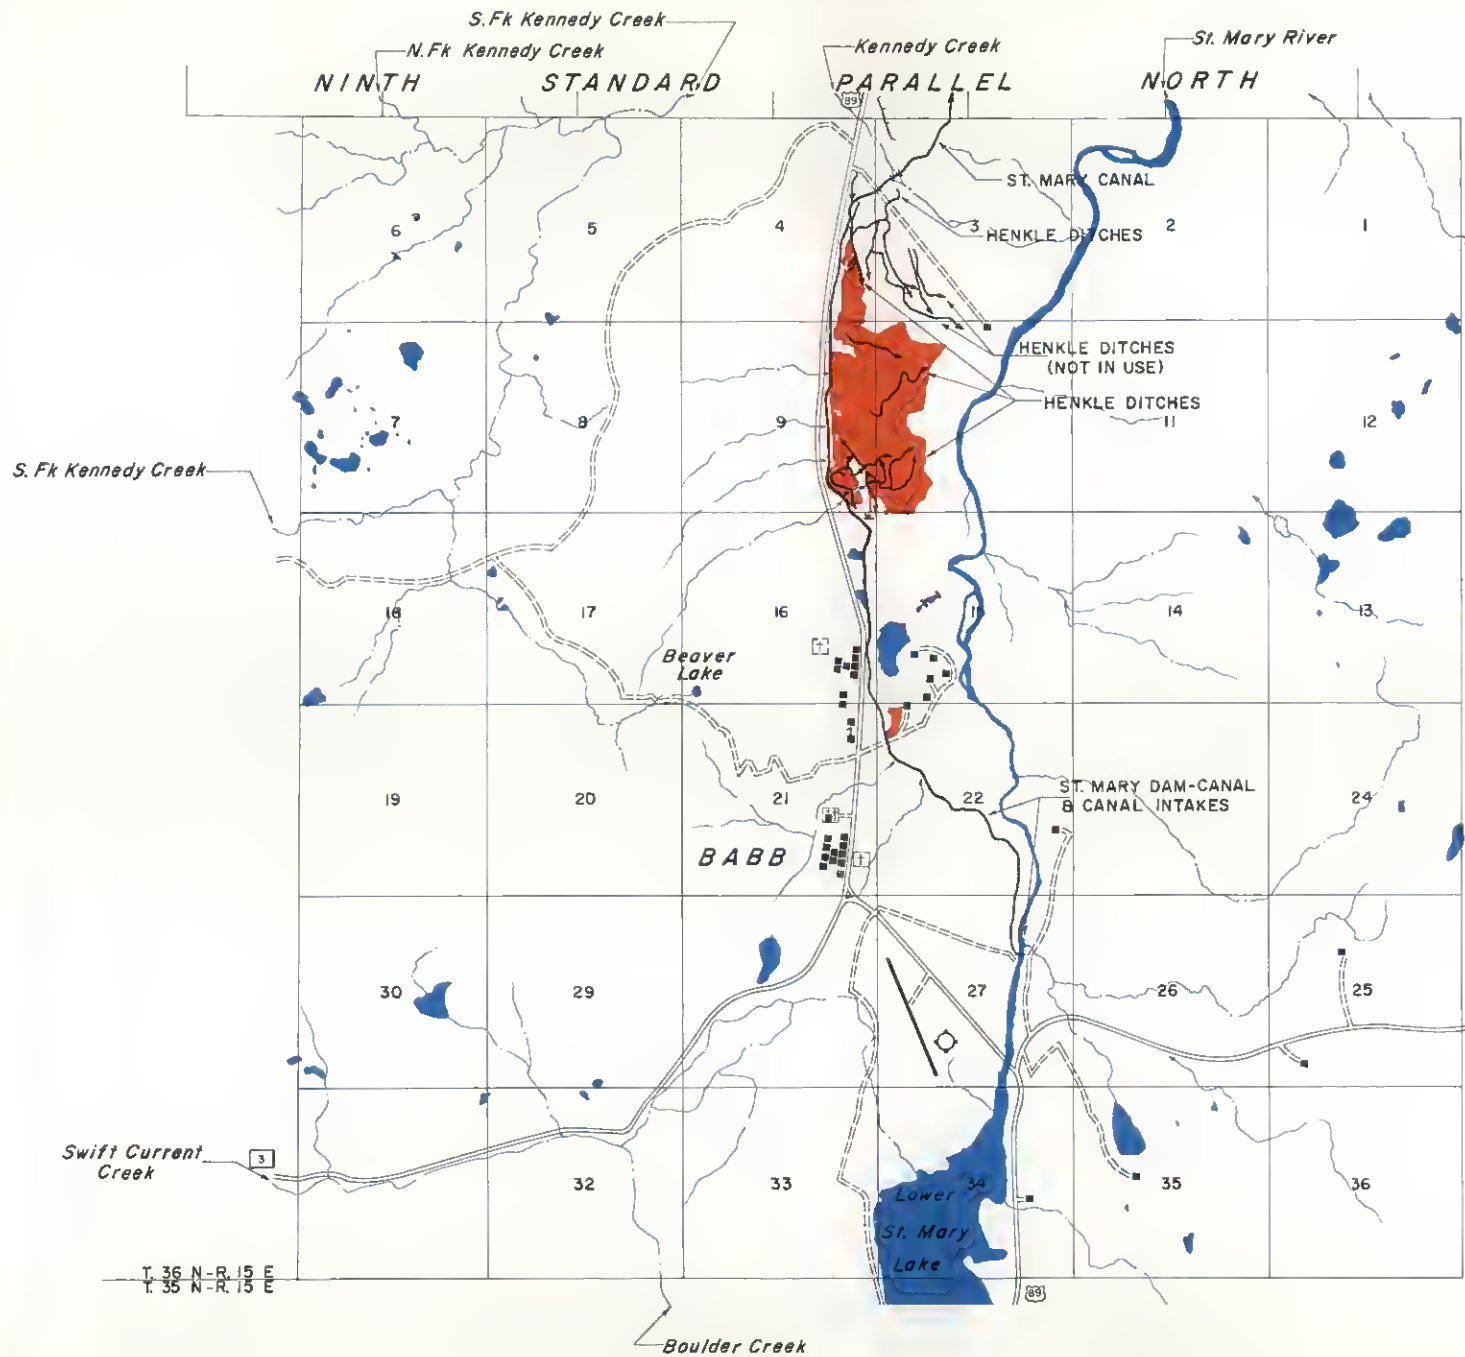 S. Fk Kennedy Creek
N. Fk Kennedy Creek
Kennedy Creek
St. Mary River
NINTH STANDARD PARALLEL NORTH
89
ST. MARY CANAL
6
5
4
3
2
1
HENKLE DITCHES
HENKLE DITCHES
(NOT IN USE)
HENKLE DITCHES
7
8
9
11
12
S. Fk Kennedy Creek
18
17
16
15
14
13
Beaver
Lake
19
20
21
22
ST. MARY DAM-CANAL
& CANAL INTAKES
24
BABB
30
29
27
26
25
Swift Current
Creek
3
32
33
34
35
36
Lower
St. Mary
Lake
T. 36 N-R. 15 E
T. 35 N-R. 15 E
89
Boulder Creek